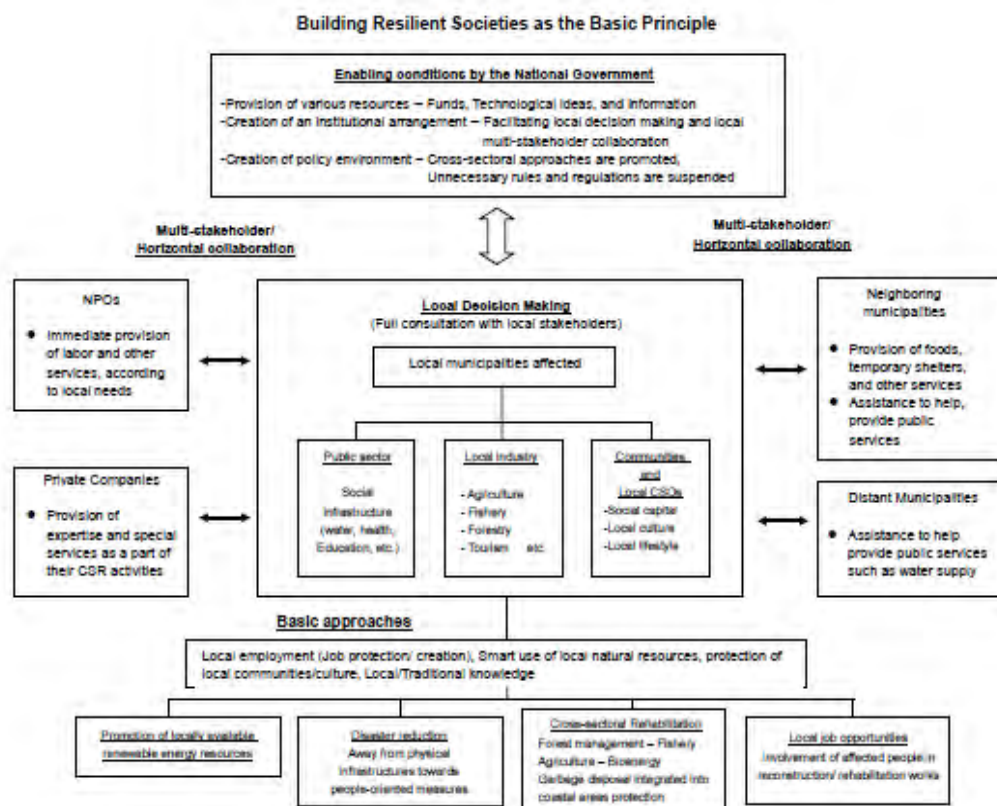 Building Resilient Societies as the Basic Principle
Enabling conditions by the National Government
-Provision of various resources – Funds, Technological ideas, and Information
-Creation of an institutional arrangement – Facilitating local decision making and local
multi-stakeholder collaboration
-Creation of policy environment – Cross-sectoral approaches are promoted,
Unnecessary rules and regulations are suspended
Multi-stakeholder/
Horizontal collaboration
Multi-stakeholder/
Horizontal collaboration
NPOs
● Immediate provision
of labor and other
services, according
to local needs
Private Companies
● Provision of
expertise and special
services as a part of
their CSR activities
Local Decision Making
(Full consultation with local stakeholders)
Local municipalities affected
Public sector
Social
infrastructure
(water, health,
Education, etc.)
Local industry
- Agriculture
- Fishery
- Forestry
- Tourism etc.
Communities
and
Local CSOs
-Social capital
-Local culture
-Local lifestyle
Neighboring
municipalities
● Provision of foods,
temporary shelters,
and other services
● Assistance to help,
provide public
services
Distant Municipalities
● Assistance to help
provide public services
such as water supply
Basic approaches
Local employment (Job protection/ creation), Smart use of local natural resources, protection of
local communities/culture, Local/Traditional knowledge
Promotion of locally available
renewable energy resources
Disaster reduction
Away from physical
infrastructures towards
people-oriented measures
Cross-sectoral Rehabilitation
Forest management – Fishery
Agriculture – Bioenergy
Garbage disposal integrated into
coastal areas protection
Local job opportunities
Involvement of affected people in
reconstruction/ rehabilitation works